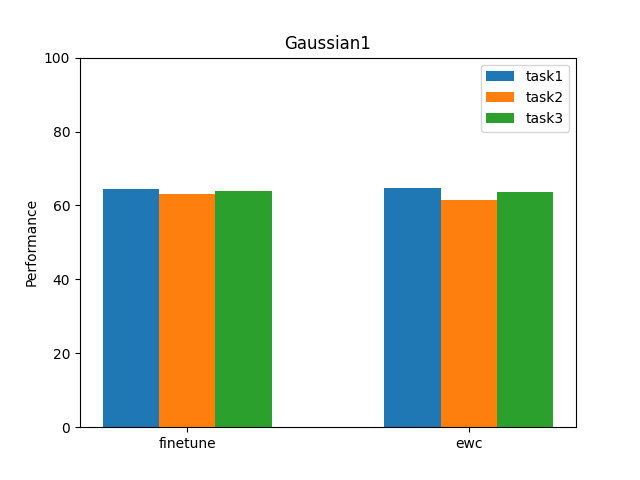 Gaussian1
100
80
60
40
20
0
Performance
task1
task2
task3
finetune
ewc